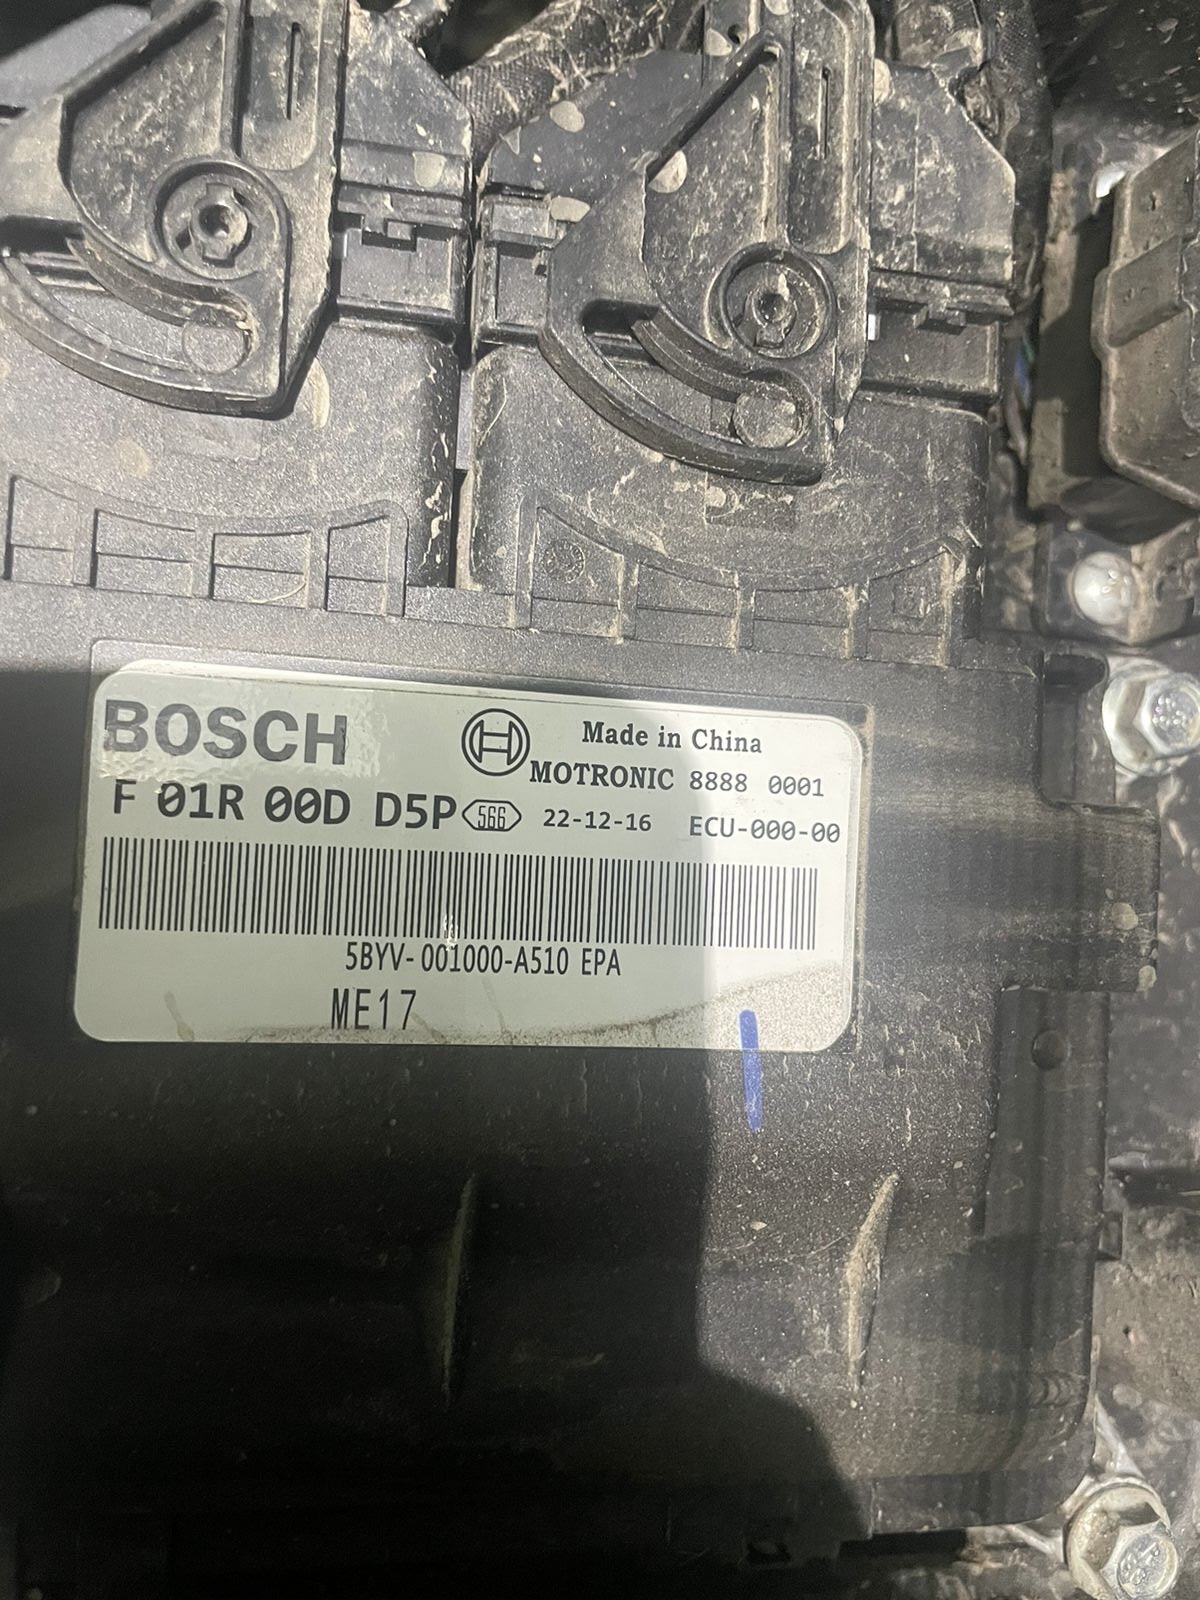 BOSCH
Made in China
MOTRONIC 8888 0001
F 01R 00D D5P 566 22-12-16 ECU-000-00
5BYV-001000-A510 EPA
ME17